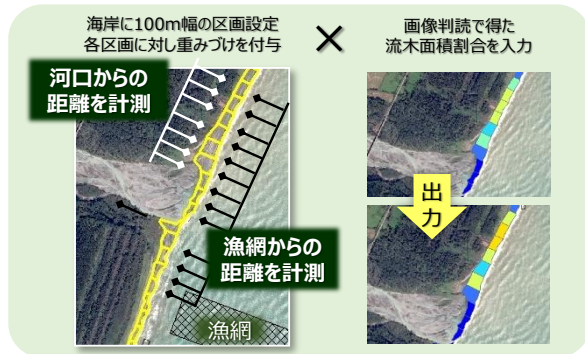 海岸に100m幅の区画設定
各区画に対し重みづけを付与
×
画像判読で得た
流木面積割合を入力
河口からの
距離を計測
漁網からの
距離を計測
漁網
出
力